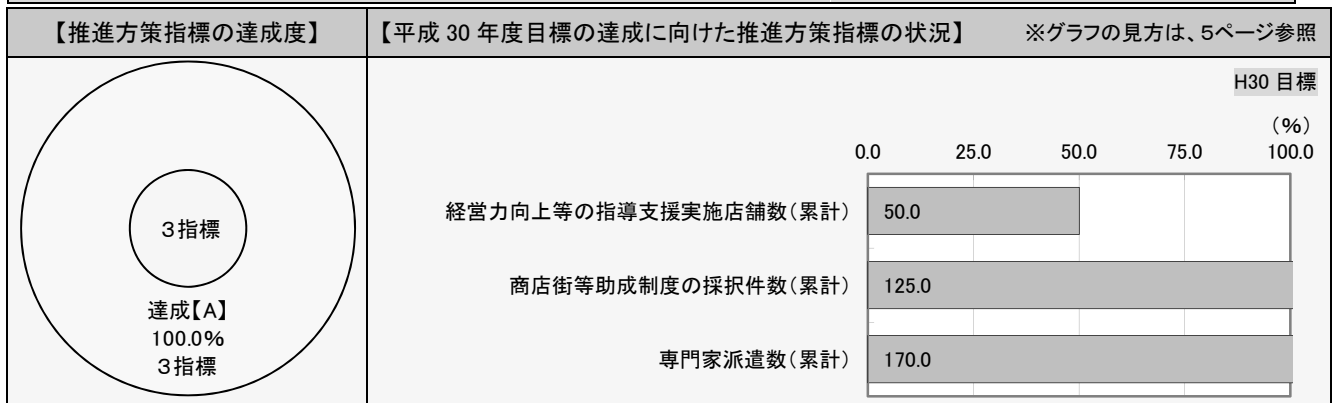 【推進方策指標の達成度】
【平成 30 年度目標の達成に向けた推進方策指標の状況】 ※グラフの見方は、5ページ参照
3指標
達成【A】
100.0%
3指標
H30 目標
（%）
0.0 25.0 50.0 75.0 100.0
経営力向上等の指導支援実施店舗数（累計） 50.0
商店街等助成制度の採択件数（累計） 125.0
専門家派遣数（累計） 170.0